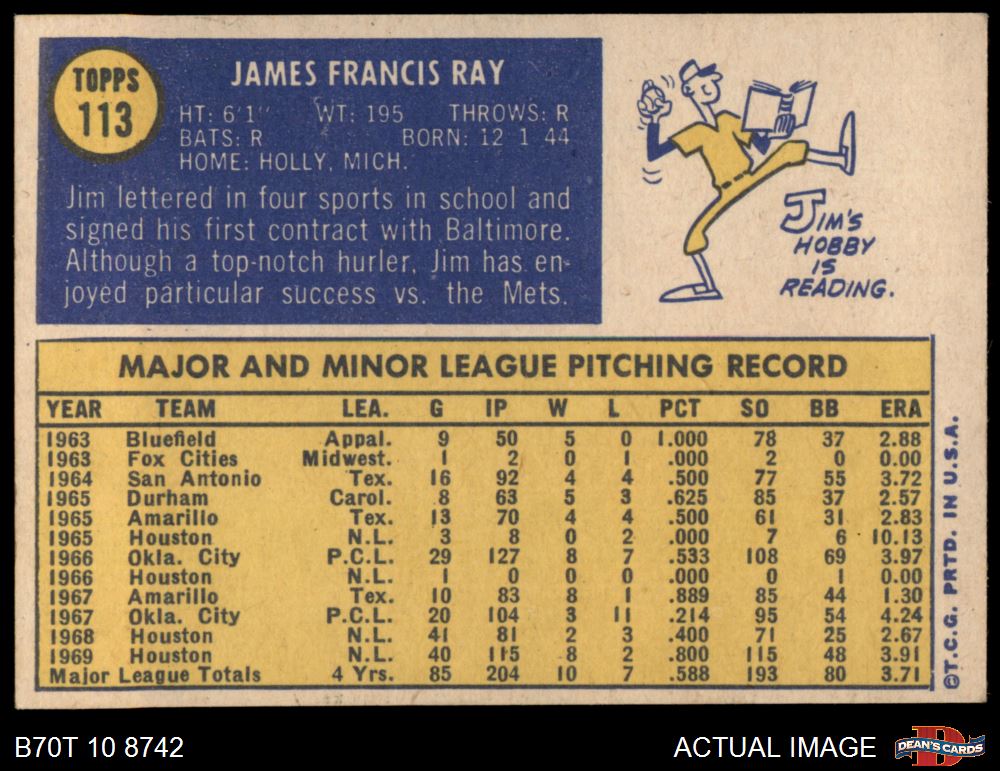 TOPPS
113
JAMES FRANCIS RAY
HT: 6'1" WT: 195 THROWS: R
BATS: R BORN: 12 1 44
HOME: HOLLY, MICH.
Jim lettered in four sports in school and
signed his first contract with Baltimore.
Although a top-notch hurler, Jim has en-
joyed particular success vs. the Mets.
JIM'S
HOBBY
IS
READING.
MAJOR AND MINOR LEAGUE PITCHING RECORD
YEAR TEAM LEA. G IP W L PCT SO BB ERA
1963 Bluefield Appal. 9 50 5 0 1.000 78 37 2.88
1963 Fox Cities Midwest. 1 2 0 1 .000 2 0 0.00
1964 San Antonio Tex. 16 92 4 4 .500 77 55 3.72
1965 Durham Carol. 8 63 5 3 .625 85 37 2.57
1965 Amarillo Tex. 13 70 4 4 .500 61 31 2.83
1965 Houston N.L. 3 8 0 2 .000 7 6 10.13
1966 Okla. City P.C.L. 29 127 8 7 .533 108 69 3.97
1966 Houston N.L. 1 0 0 0 .000 0 1 0.00
1967 Amarillo Tex. 10 83 8 1 .889 85 44 1.30
1967 Okla. City P.C.L. 20 104 3 11 .214 95 54 4.24
1968 Houston N.L. 41 81 2 3 .400 71 25 2.67
1969 Houston N.L. 40 115 8 2 .800 115 48 3.91
Major League Totals 4 Yrs. 85 204 10 7 .588 193 80 3.71
©T.C.G. PRTD. IN U.S.A.
B70T 10 8742
ACTUAL IMAGE
D
DEAN'S CARDS